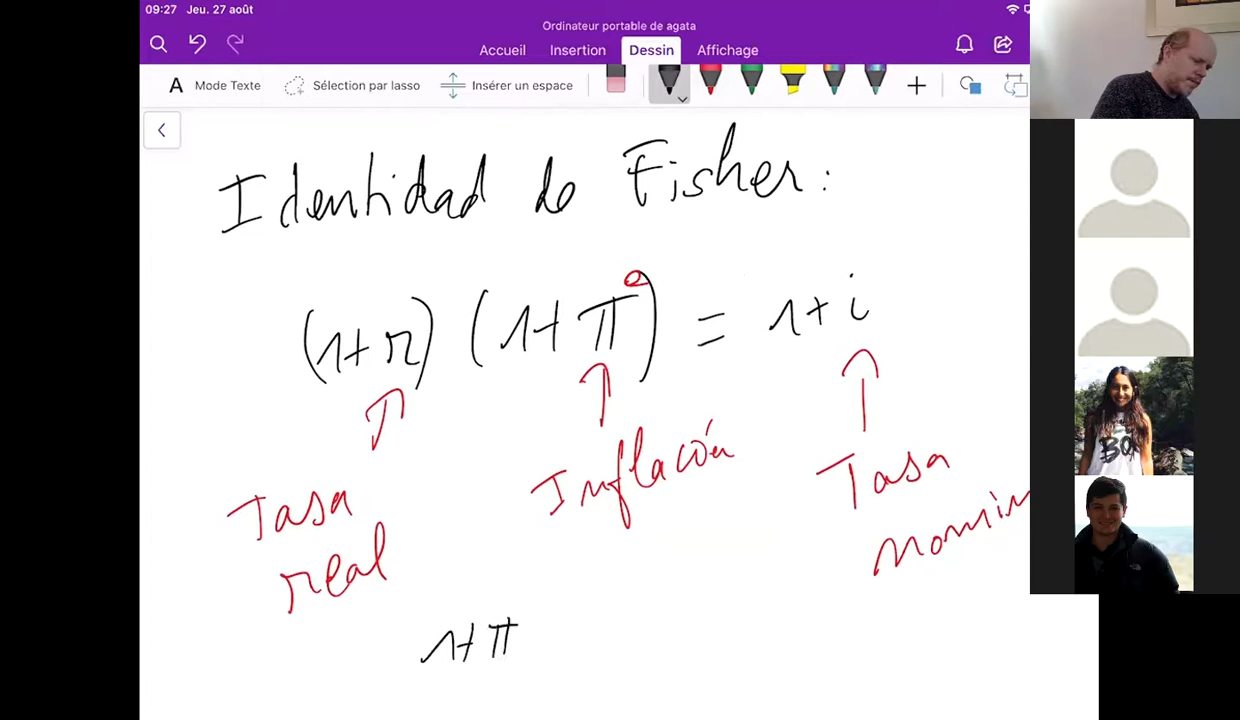 09:27 Jeu. 27 août
Ordinateur portable de agata
Accueil Insertion Dessin Affichage
A Mode Texte Sélection par lasso Insérer un espace
Identidad de Fisher:
(1+r) (1+π^e) = 1+i
Tasa real
Inflación
Tasa
1+π
BO